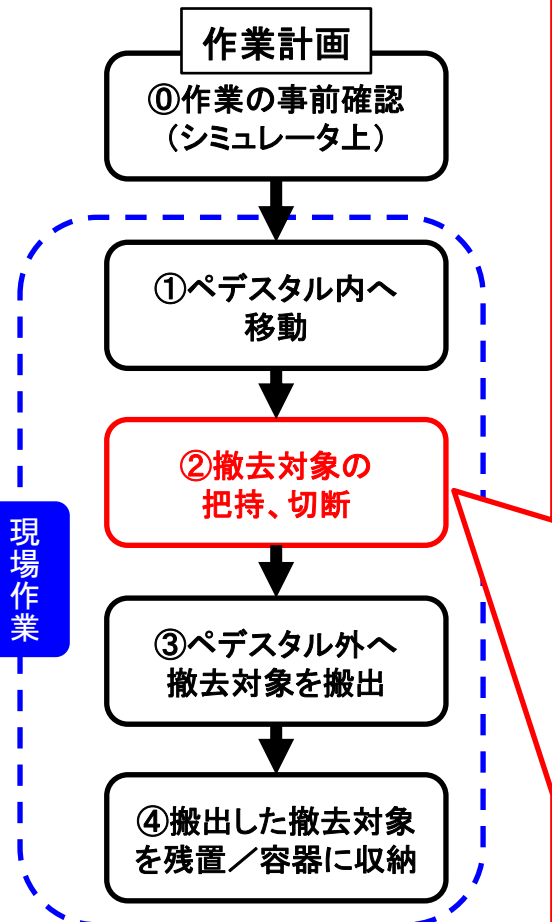 作業計画
⓪作業の事前確認
（シミュレータ上）
①ペデスタル内へ
移動
②撤去対象の
把持、切断
現場作業
③ペデスタル外へ
撤去対象を搬出
④搬出した撤去対象
を残置／容器に収納